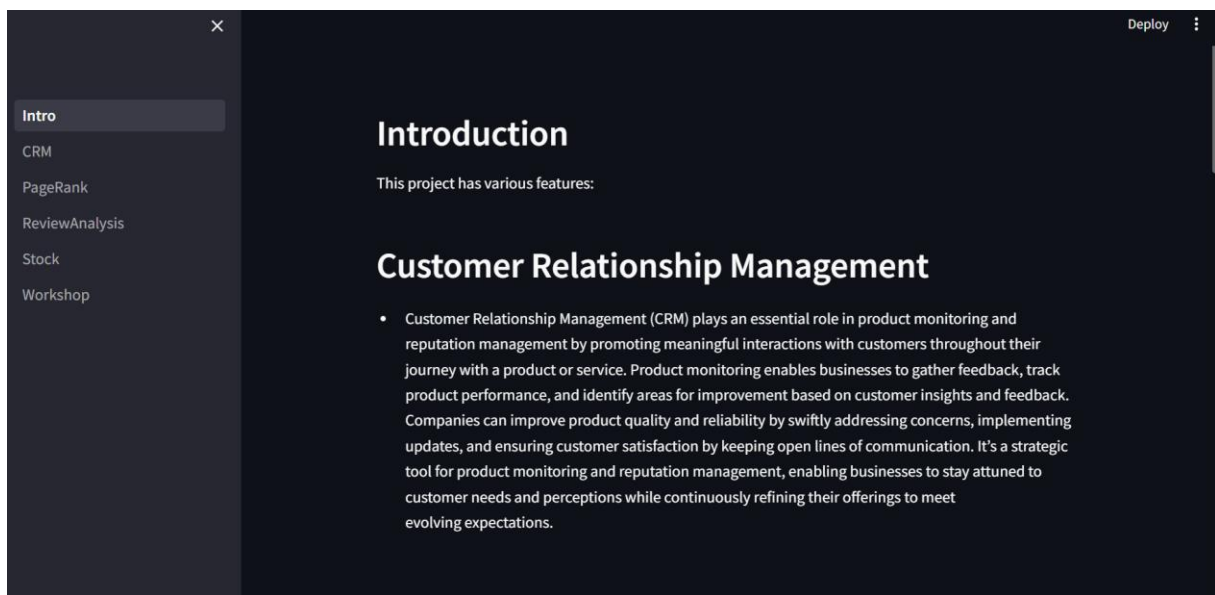 Deploy
Intro
CRM
PageRank
ReviewAnalysis
Stock
Workshop
Introduction
This project has various features:
Customer Relationship Management
• Customer Relationship Management (CRM) plays an essential role in product monitoring and
reputation management by promoting meaningful interactions with customers throughout their
journey with a product or service. Product monitoring enables businesses to gather feedback, track
product performance, and identify areas for improvement based on customer insights and feedback.
Companies can improve product quality and reliability by swiftly addressing concerns, implementing
updates, and ensuring customer satisfaction by keeping open lines of communication. It’s a strategic
tool for product monitoring and reputation management, enabling businesses to stay attuned to
customer needs and perceptions while continuously refining their offerings to meet
evolving expectations.